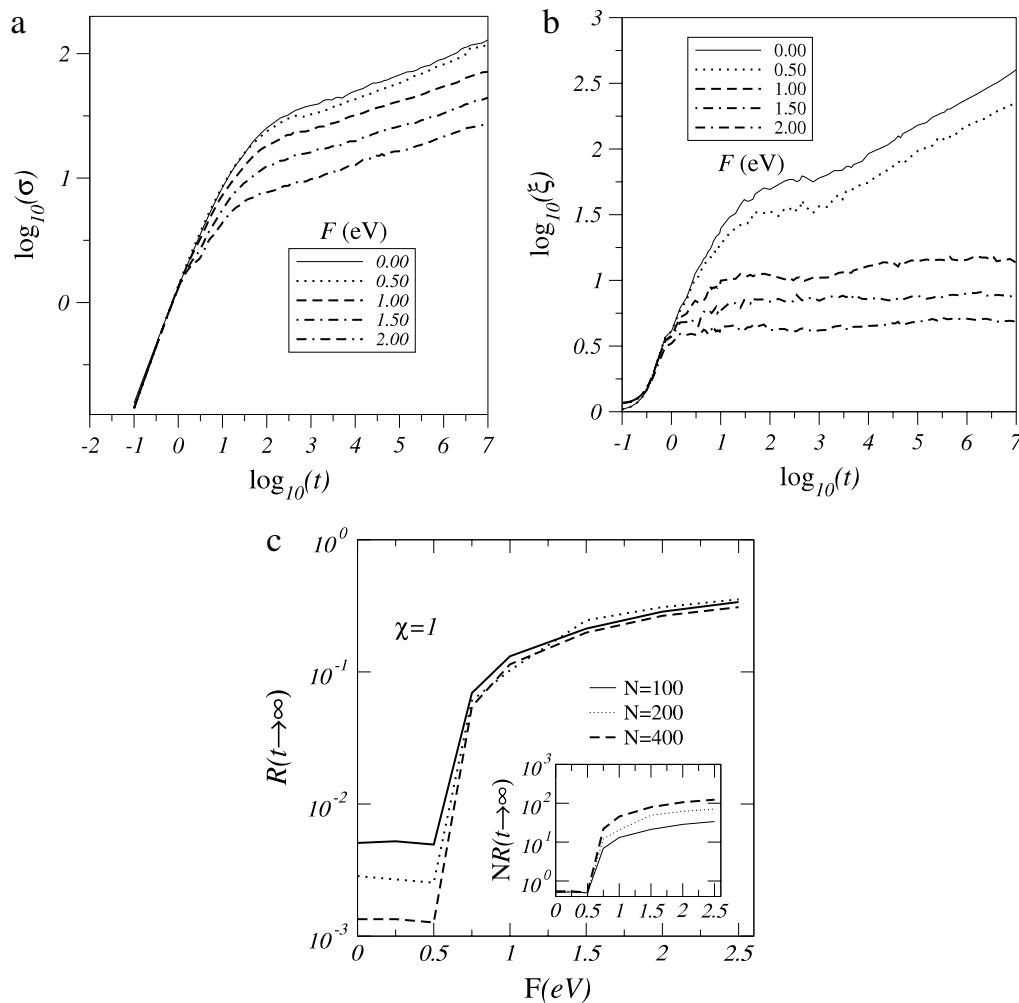 a
log10(σ)
2
1
0
F (eV)
0.00
0.50
1.00
1.50
2.00
-2 -1 0 1 2 3 4 5 6 7
log10(t)
b
log10(ξ)
3
2.5
2
1.5
1
0.5
0
0.00
0.50
1.00
1.50
2.00
F (eV)
-1 0 1 2 3 4 5 6 7
log10(t)
c
R(t→∞)
10^0
10^-1
10^-2
10^-3
χ=1
N=100
N=200
N=400
NR(t→∞)
10^3
10^2
10^1
10^0
0 0.5 1 1.5 2 2.5
0 0.5 1 1.5 2 2.5
F(eV)